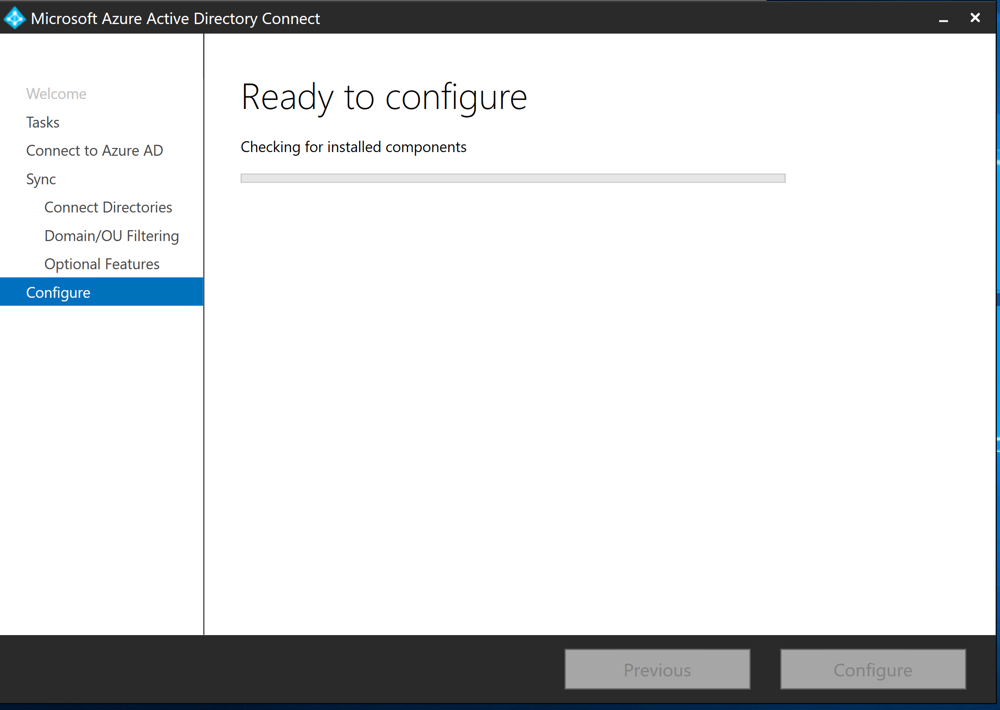 Microsoft Azure Active Directory Connect
Welcome
Tasks
Connect to Azure AD
Sync
Connect Directories
Domain/OU Filtering
Optional Features
Configure
Ready to configure
Checking for installed components
Previous
Configure